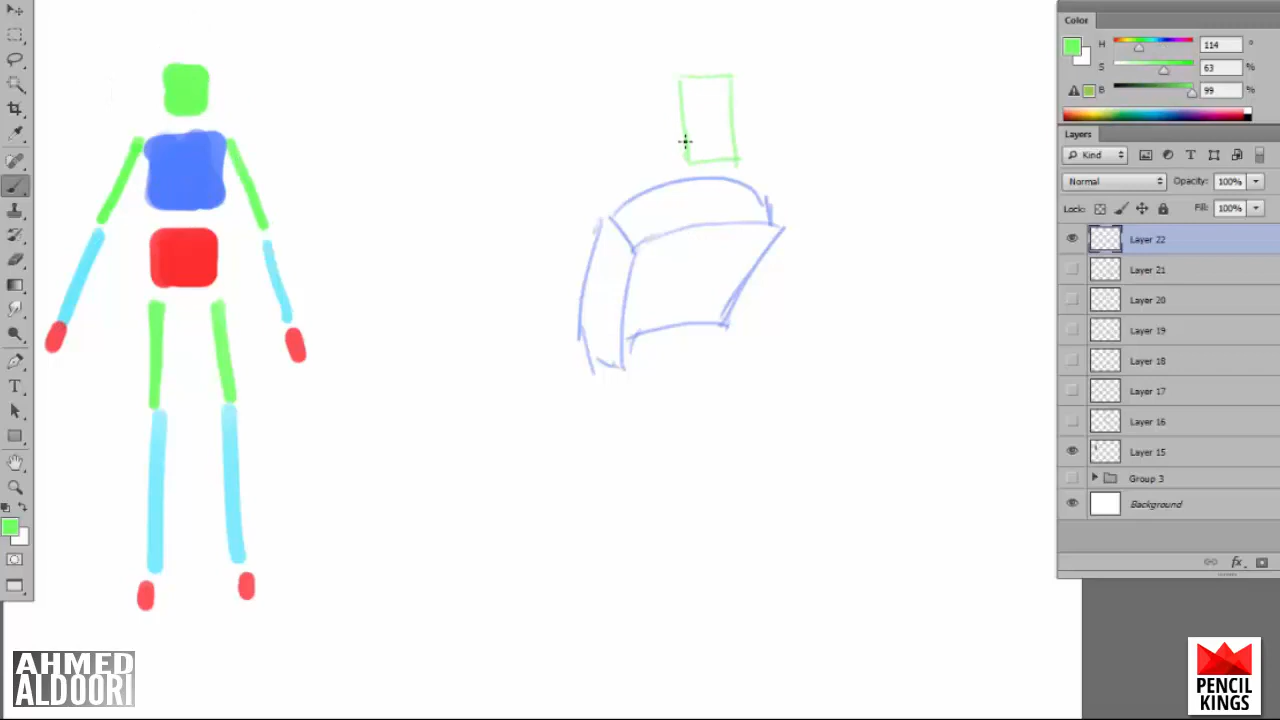 Color
H 114 °
S 63 %
B 99 %
Layers
Kind
Normal Opacity: 100%
Lock: Fill: 100%
Layer 22
Layer 21
Layer 20
Layer 19
Layer 18
Layer 17
Layer 16
Layer 15
Group 3
Background
fx
T
AHMED
ALDOORI
PENCIL
KINGS